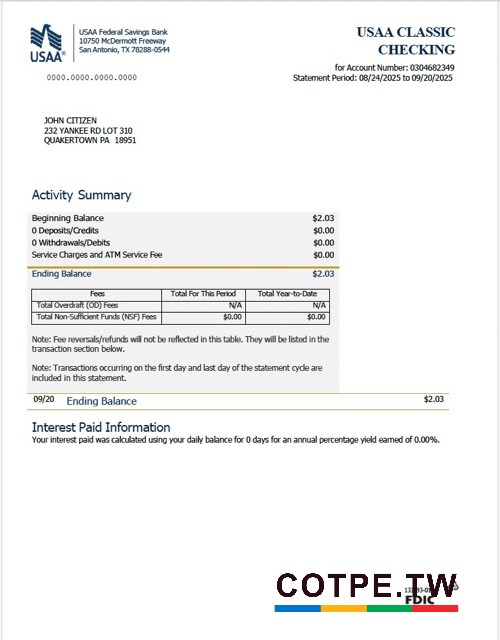 USAA Federal Savings Bank
10750 McDermott Freeway
San Antonio, TX 78288-0544
USAA®
0000.0000.0000.0000
USAA CLASSIC
CHECKING
for Account Number: 0304682349
Statement Period: 08/24/2025 to 09/20/2025
JOHN CITIZEN
232 YANKEE RD LOT 310
QUAKERTOWN PA 18951
Activity Summary
Beginning Balance $2.03
0 Deposits/Credits $0.00
0 Withdrawals/Debits $0.00
Service Charges and ATM Service Fee $0.00
Ending Balance $2.03
Fees Total For This Period Total Year-to-Date
Total Overdraft (OD) Fees N/A N/A
Total Non-Sufficient Funds (NSF) Fees $0.00 $0.00
Note: Fee reversals/refunds will not be reflected in this table. They will be listed in the
transaction section below.
Note: Transactions occurring on the first day and last day of the statement cycle are
included in this statement.
09/20 Ending Balance $2.03
Interest Paid Information
Your interest paid was calculated using your daily balance for 0 days for an annual percentage yield earned of 0.00%.
COTPE.TW
FDIC